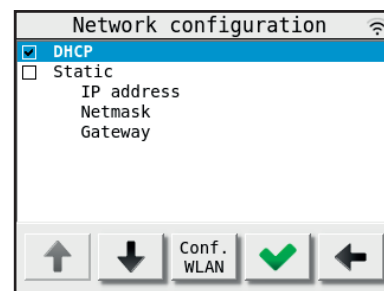 Network configuration
DHCP
Static
IP address
Netmask
Gateway
Conf.
WLAN